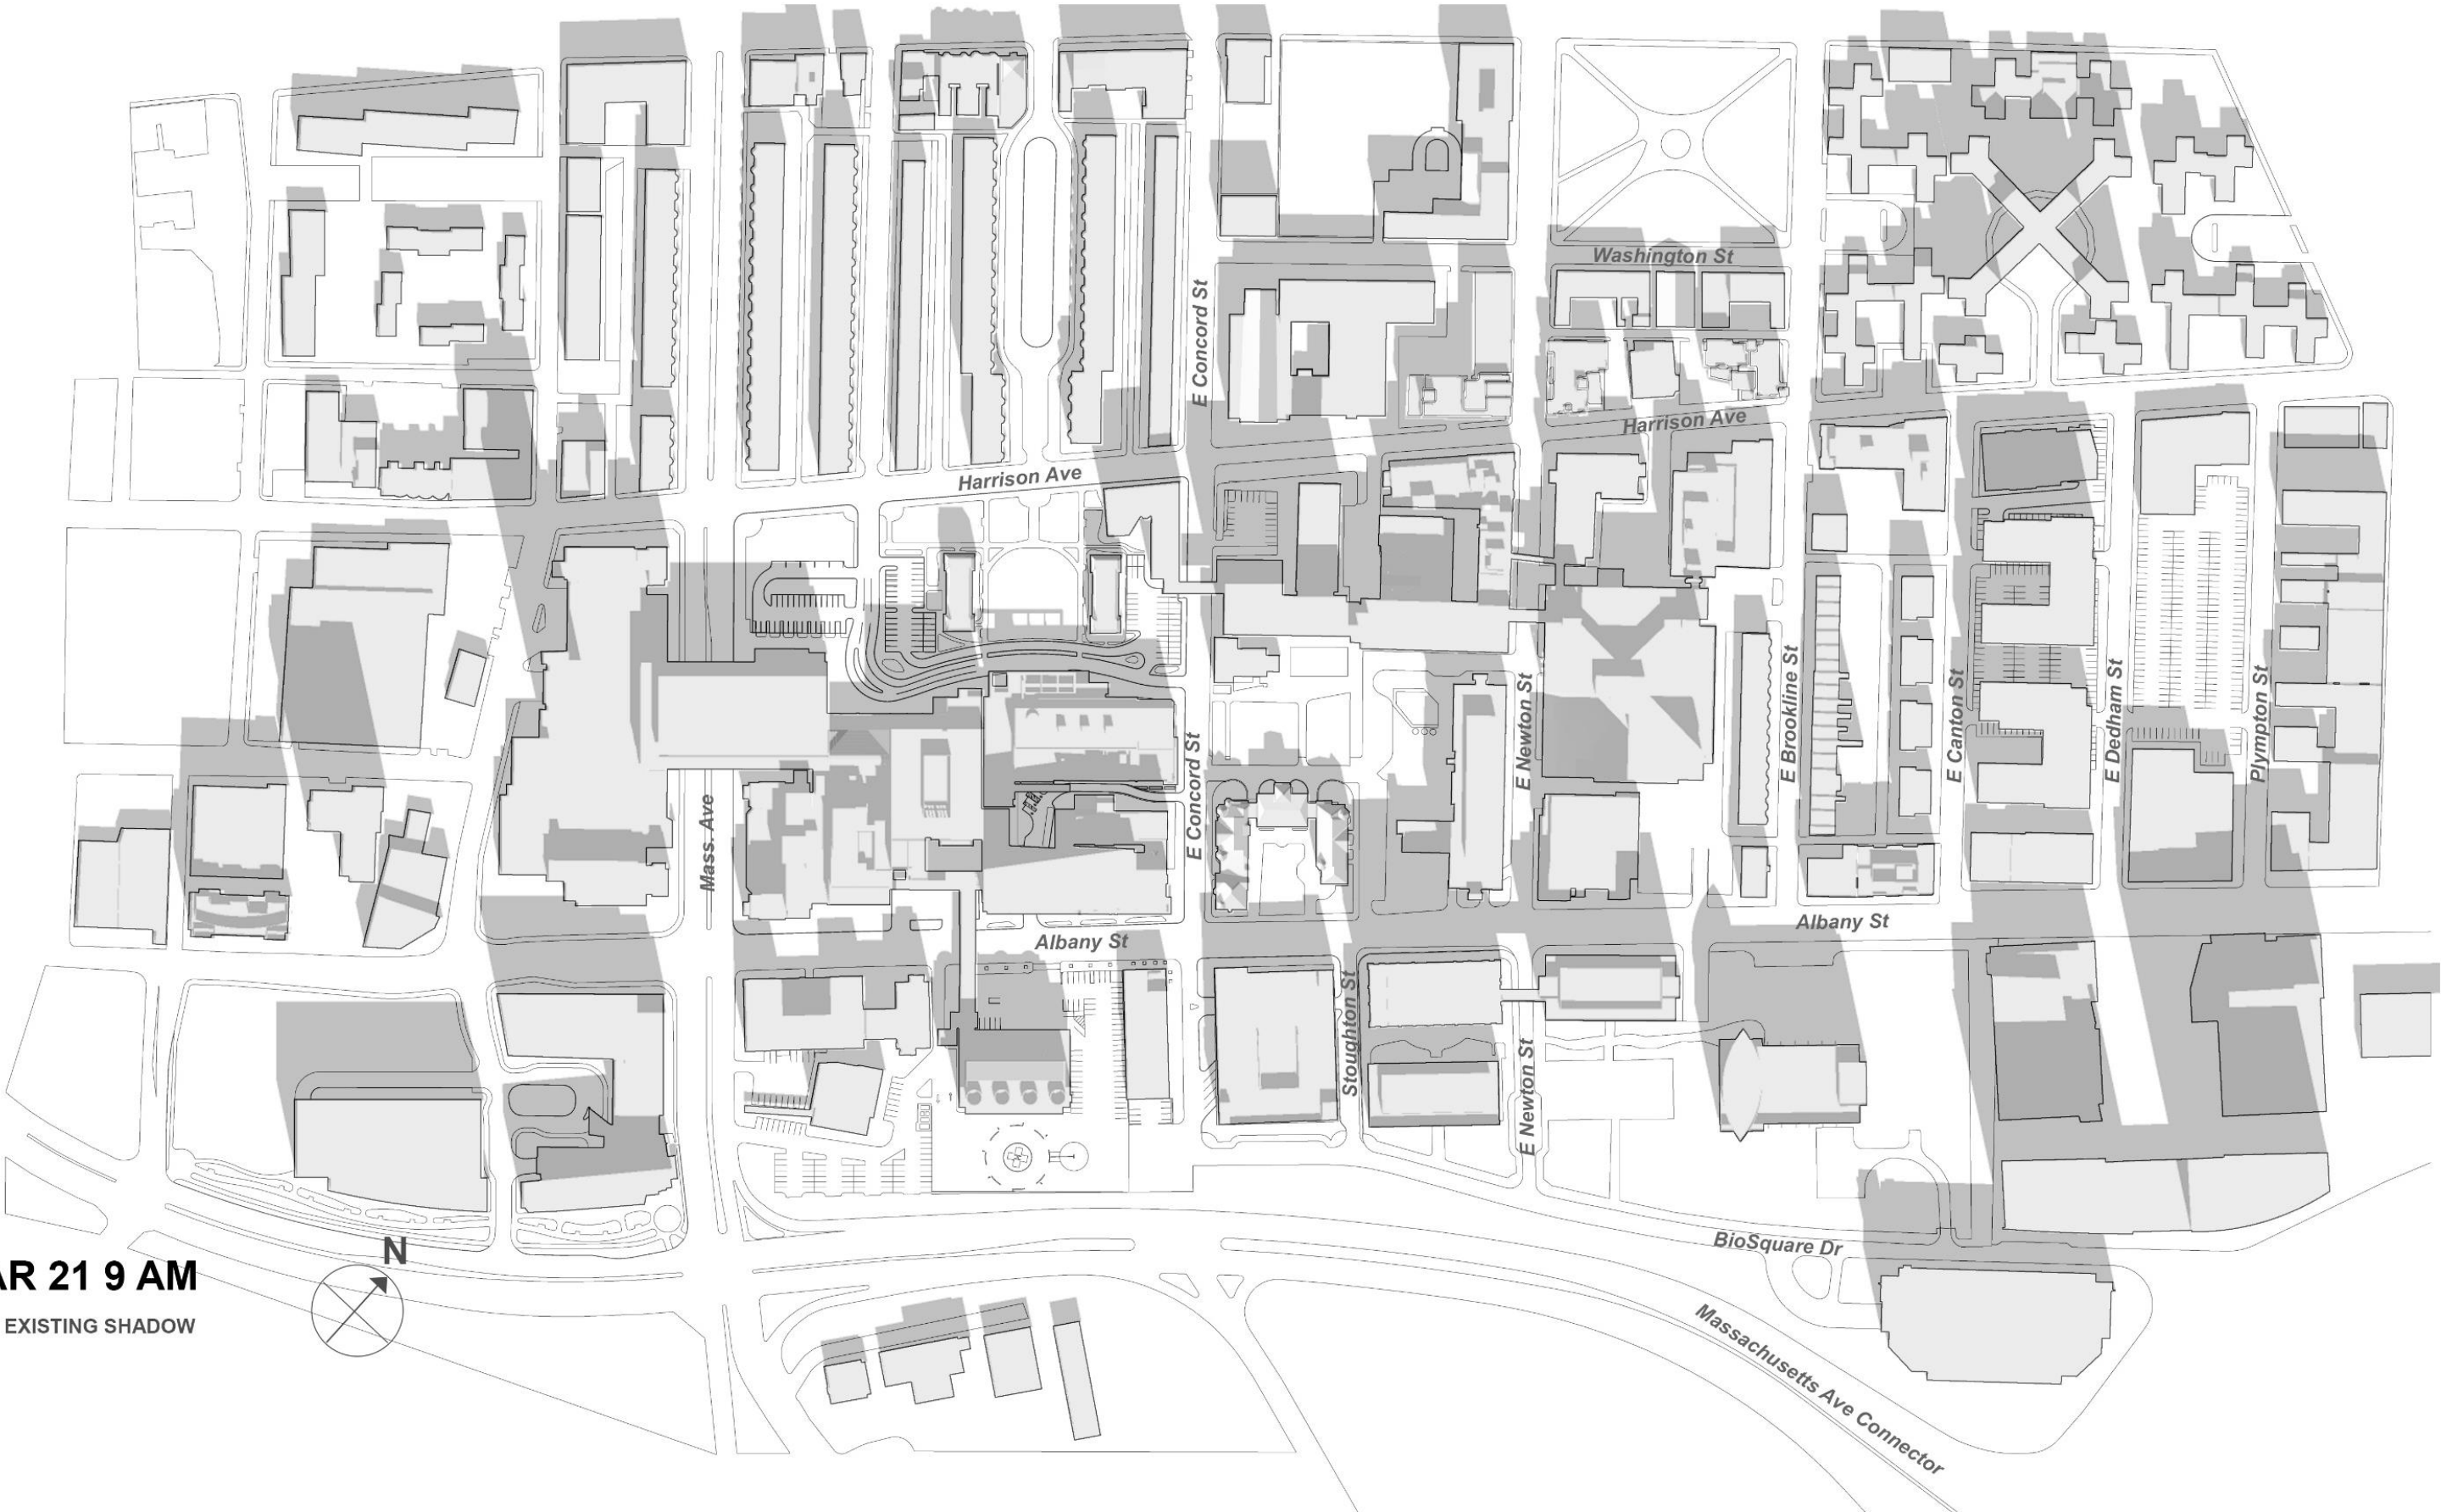 Washington St
E Concord St
Harrison Ave
Harrison Ave
E Brookline St
E Newton St
E Canton St
E Dedham St
Plympton St
E Concord St
Mass. Ave
Albany St
Albany St
Stoughton St
E Newton St
BioSquare Dr
N
AR 21 9 AM
EXISTING SHADOW
Massachusetts Ave Connector